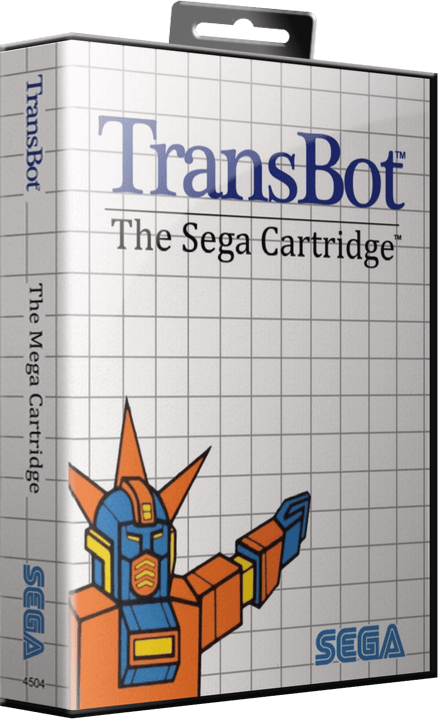 TransBot
The Mega Cartridge
SEGA
4504
TransBot™
The Sega Cartridge™
SEGA